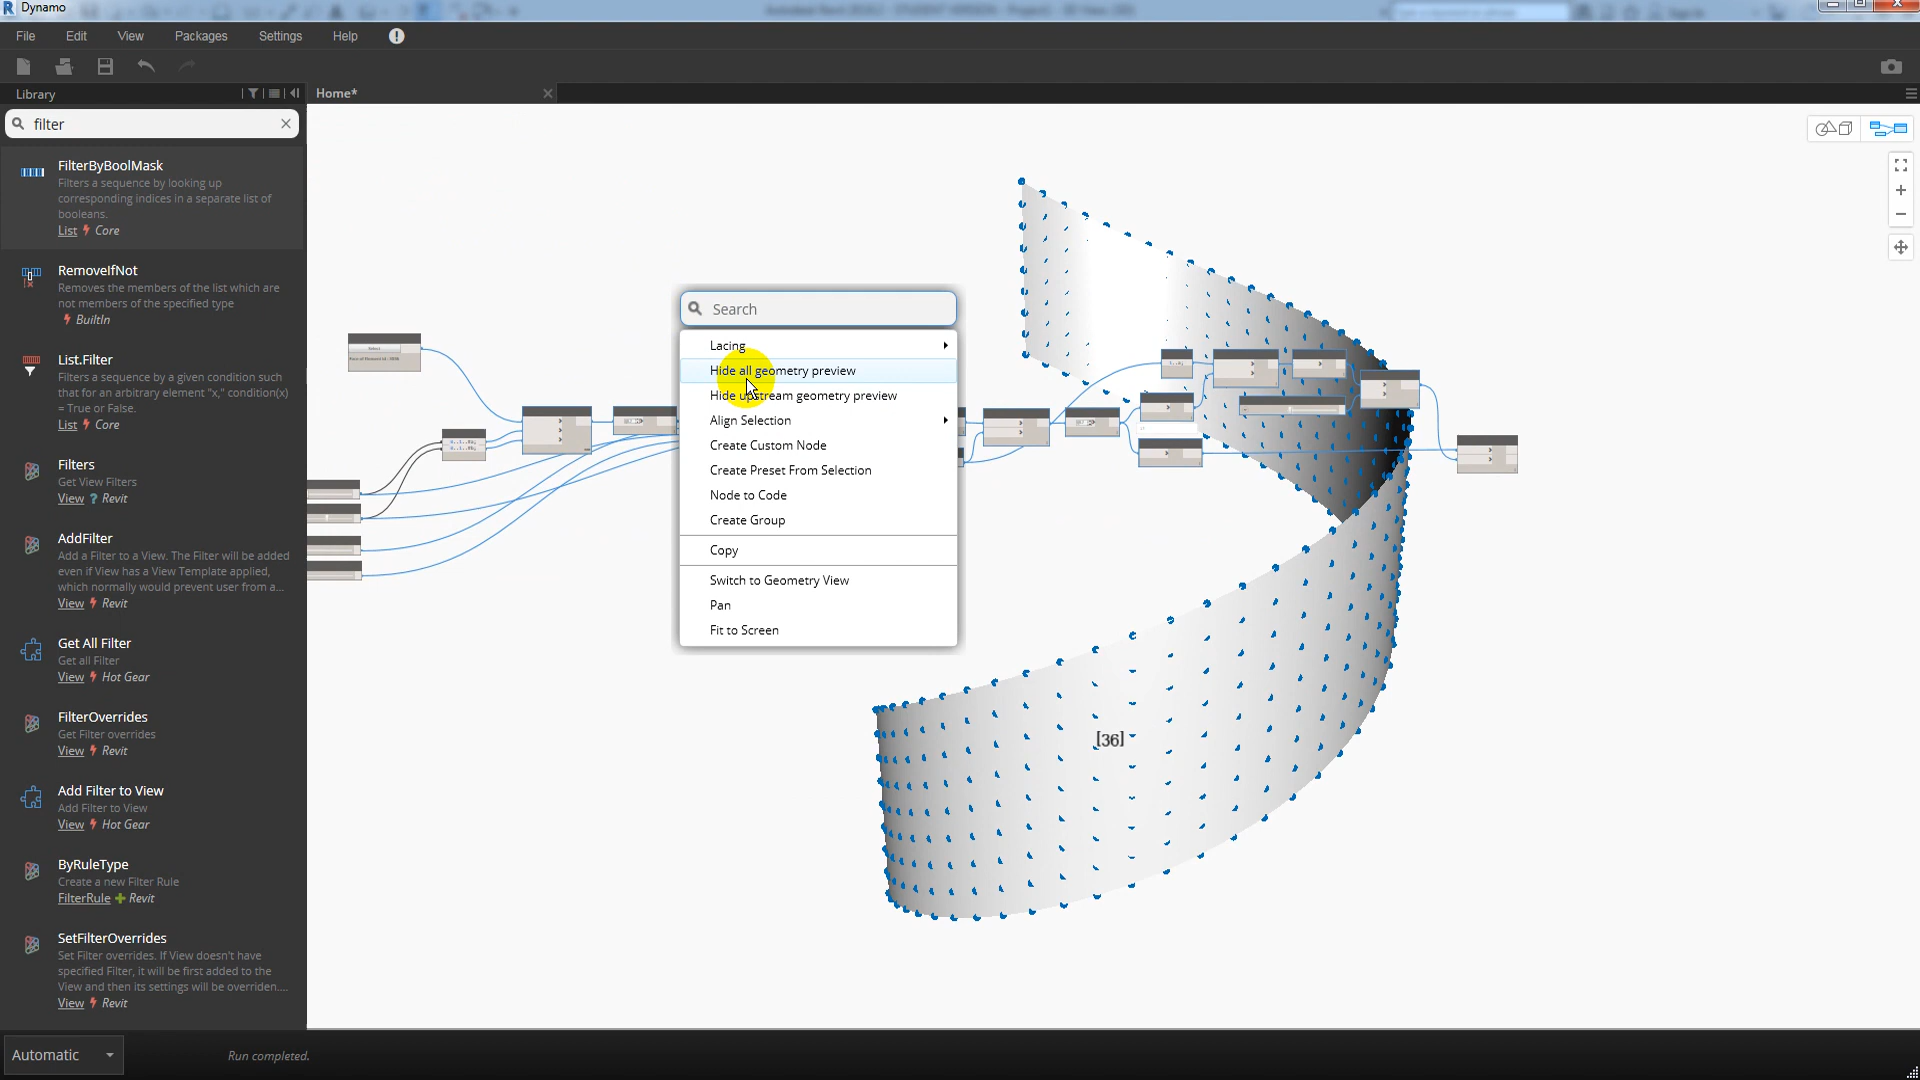 Dynamo
File Edit View Packages Settings Help
Library
Home*
filter
FilterByBoolMask
Filters a sequence by looking up
corresponding indices in a separate list of
booleans.
List Core
RemoveIfNot
Removes the members of the list which are
not members of the specified type
BuiltIn
List.Filter
Filters a sequence by a given condition such
that for an arbitrary element "x," condition(x)
= True or False.
List Core
Filters
Get View Filters
View ? Revit
AddFilter
Add a Filter to a View. The Filter will be added
even if View has a View Template applied,
which normally would prevent user from a...
View Revit
Get All Filter
Get all Filter
View Hot Gear
FilterOverrides
Get Filter overrides
View Revit
Add Filter to View
Add Filter to View
View Hot Gear
ByRuleType
Create a new Filter Rule
FilterRule Revit
SetFilterOverrides
Set Filter overrides. If View doesn't have
specified Filter, it will be first added to the
View and then its settings will be overriden....
View Revit
Search
Lacing
Hide all geometry preview
Hide upstream geometry preview
Align Selection
Create Custom Node
Create Preset From Selection
Node to Code
Create Group
Copy
Switch to Geometry View
Pan
Fit to Screen
[36]
Automatic
Run completed.